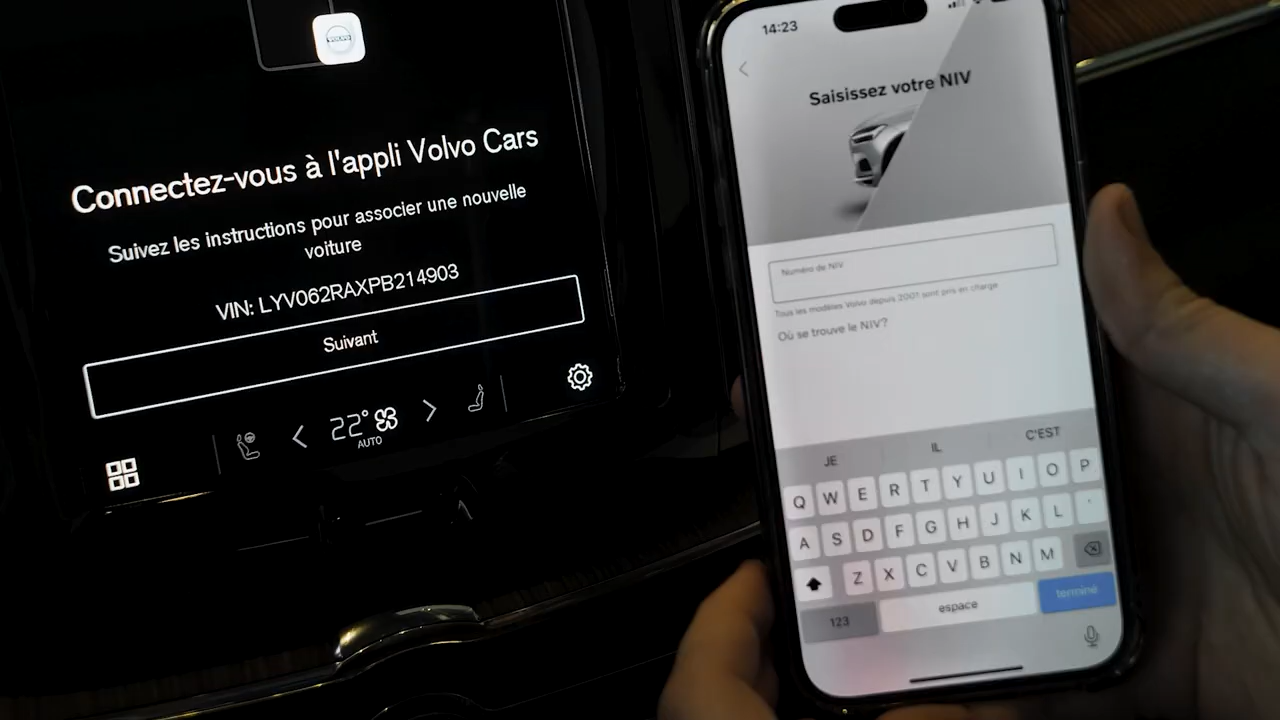 VOLVO
Connectez-vous à l'appli Volvo Cars
Suivez les instructions pour associer une nouvelle
voiture
VIN: LYV062RAXPB214903
Suivant
22°
AUTO
14:23
Saisissez votre NIV
Numéro de NIV
Tous les modèles Volvo depuis 2001 sont pris en charge
Où se trouve le NIV?
JE IL C'EST
Q W E R T Y U I O P
A S D F G H J K L '
Z X C V B N M
123 espace terminé